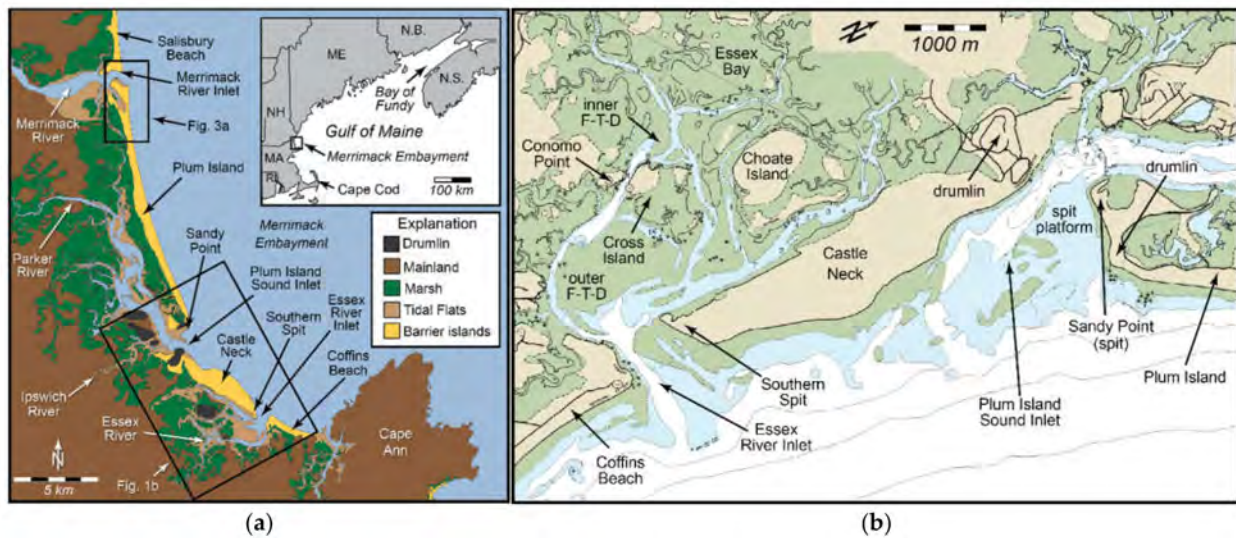 Salisbury
Beach
Merrimack
River Inlet
Merrimack
River
Fig. 3a
Plum Island
Parker
River
Merrimack
Embayment
Sandy
Point
Plum Island
Sound Inlet
Essex
River
Inlet
Southern
Spit
Castle
Neck
Coffins
Beach
Ipswich
River
Essex
River
Cape
Ann
N
5 km
Fig. 1b
N.B.
ME
N.S.
Bay of
Fundy
NH
Gulf of Maine
Merrimack Embayment
MA
RI
Cape Cod
100 km
Explanation
Drumlin
Mainland
Marsh
Tidal Flats
Barrier islands
(a)
N
1000 m
Essex
Bay
inner
F-T-D
Conomo
Point
Choate
Island
drumlin
drumlin
Cross
Island
spit
platform
Castle
Neck
outer
F-T-D
Southern
Spit
Sandy Point
(spit)
Plum Island
Plum Island
Sound Inlet
Essex
River Inlet
Coffins
Beach
(b)